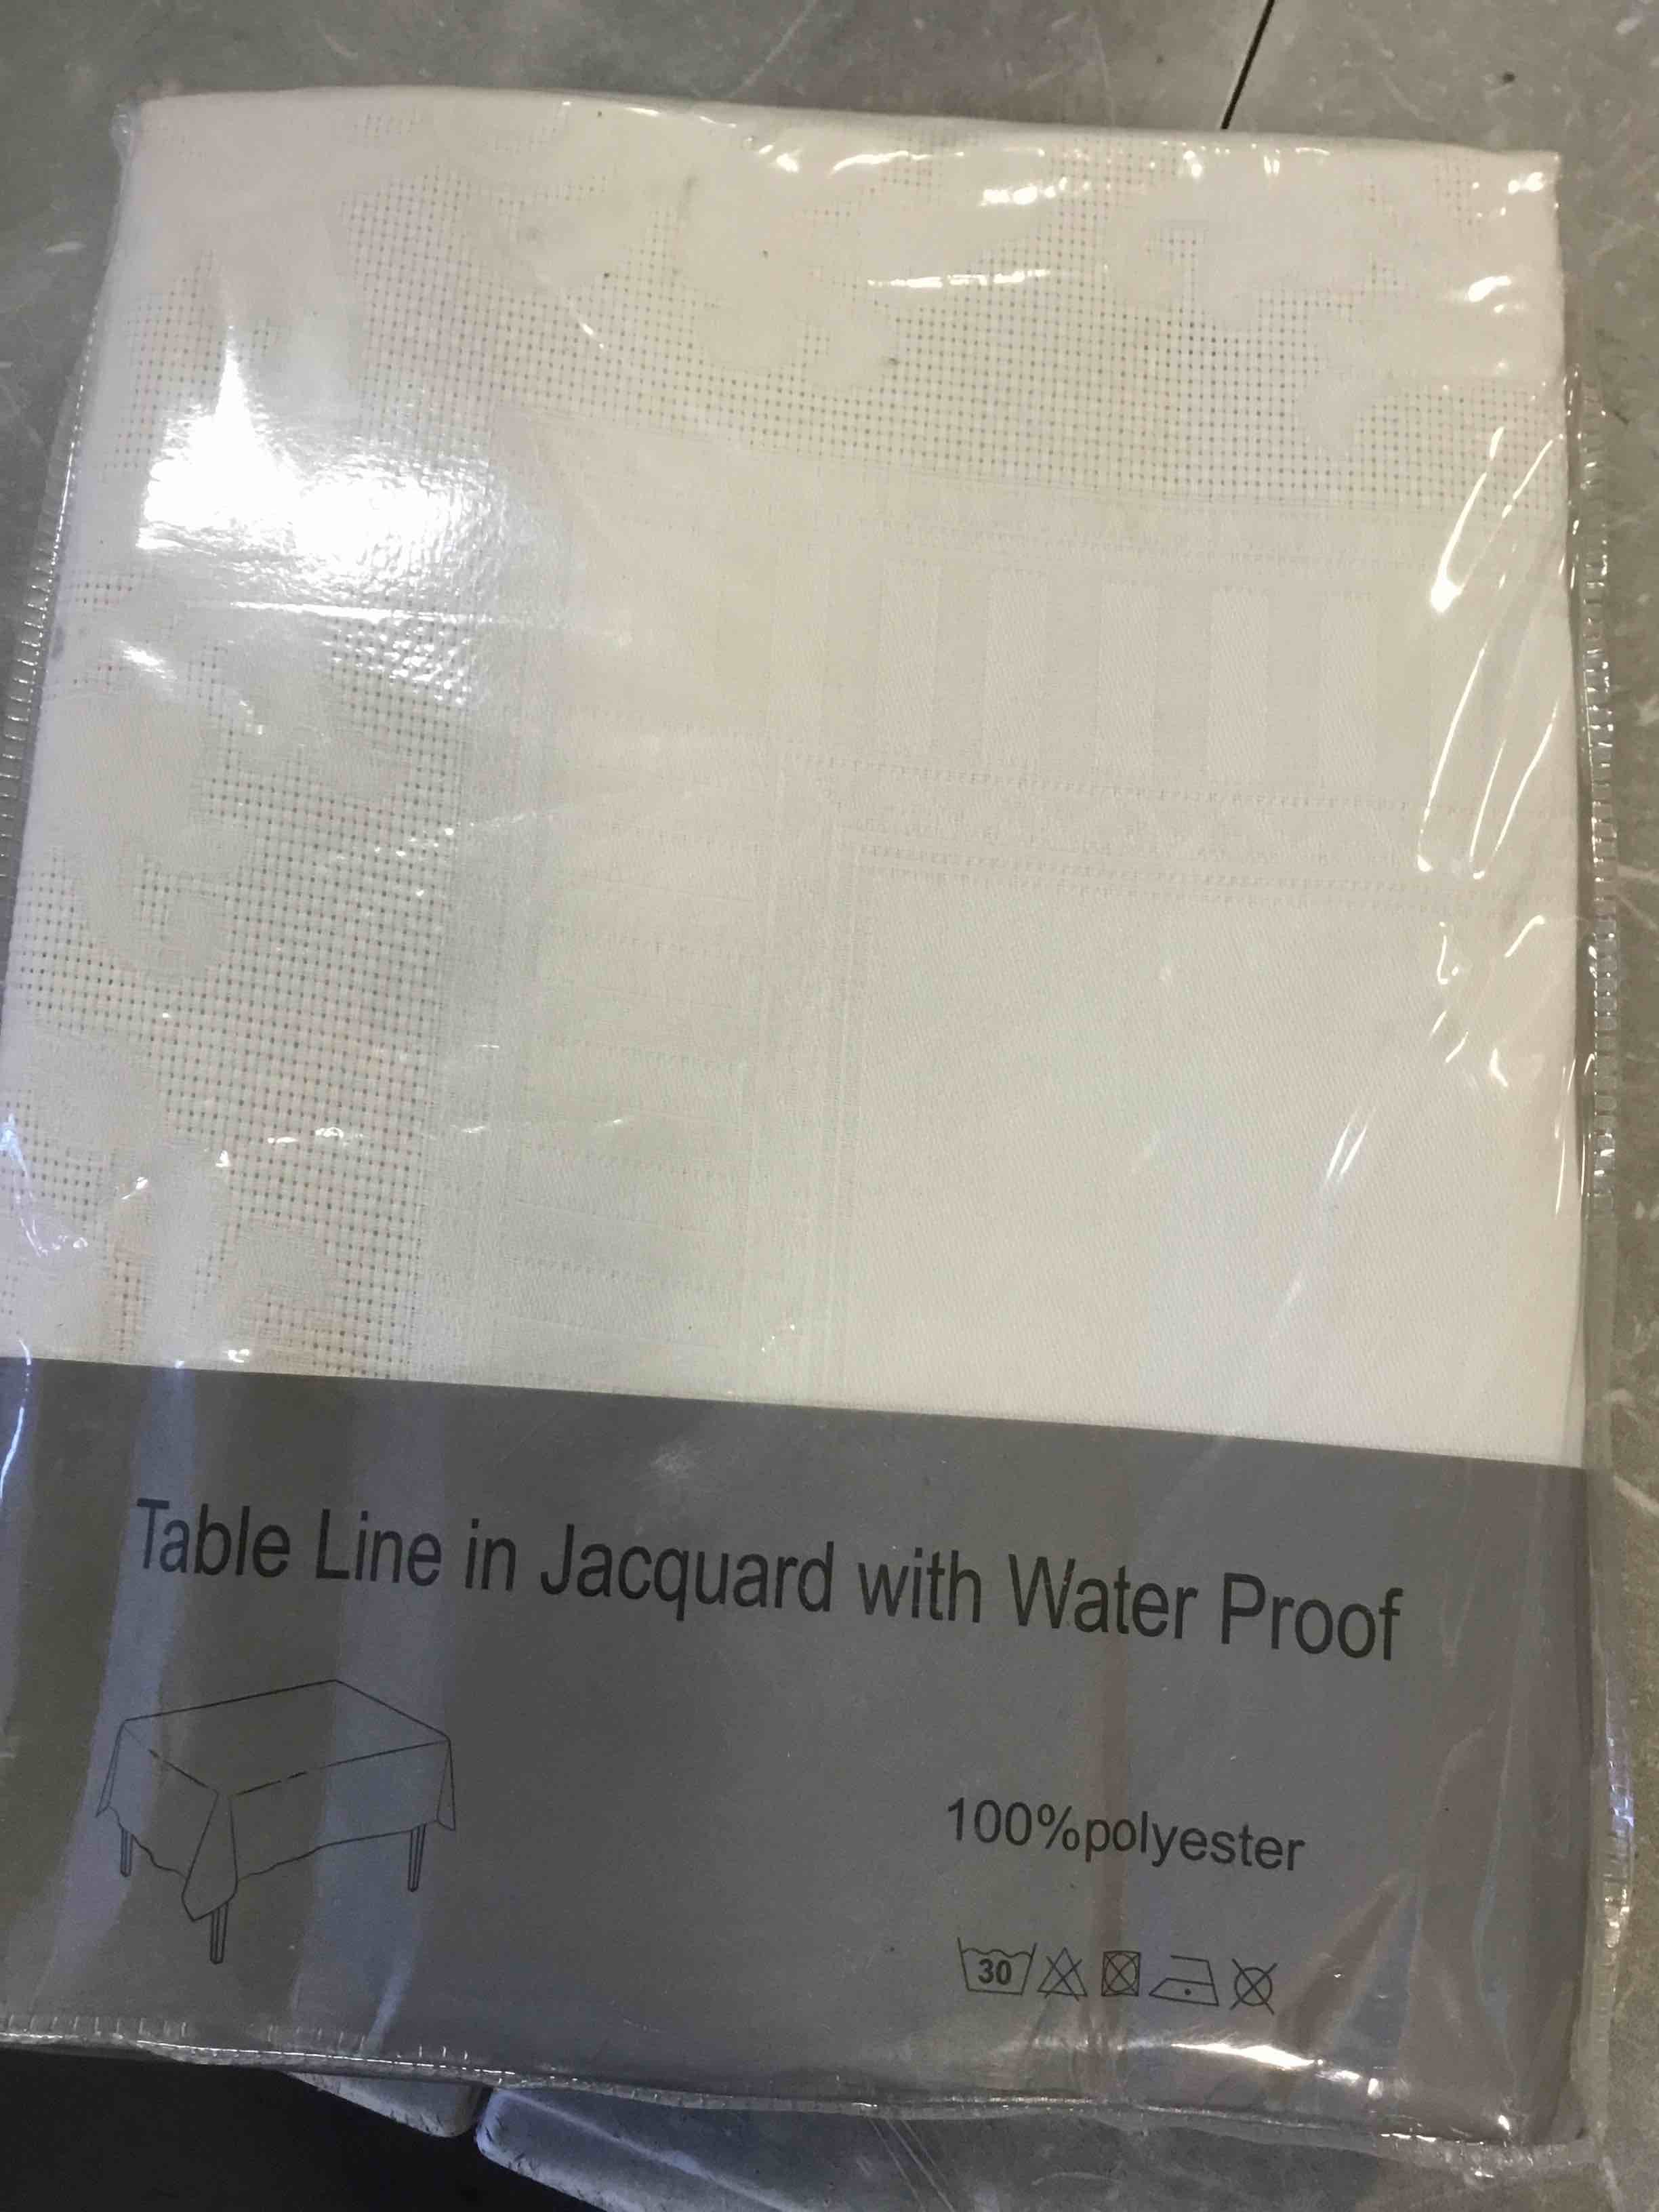 Table Line in Jacquard with Water Proof
100%polyester
30